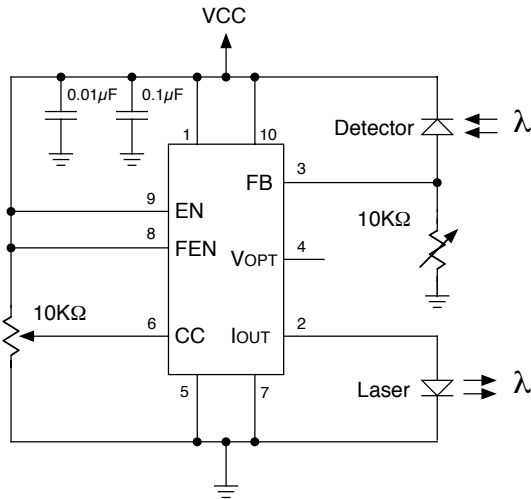 VCC
0.01µF
0.1µF
1
10
Detector
λ
3
FB
9
EN
10KΩ
8
FEN
4
VOPT
10KΩ
6
CC
IOUT
2
5
7
Laser
λ